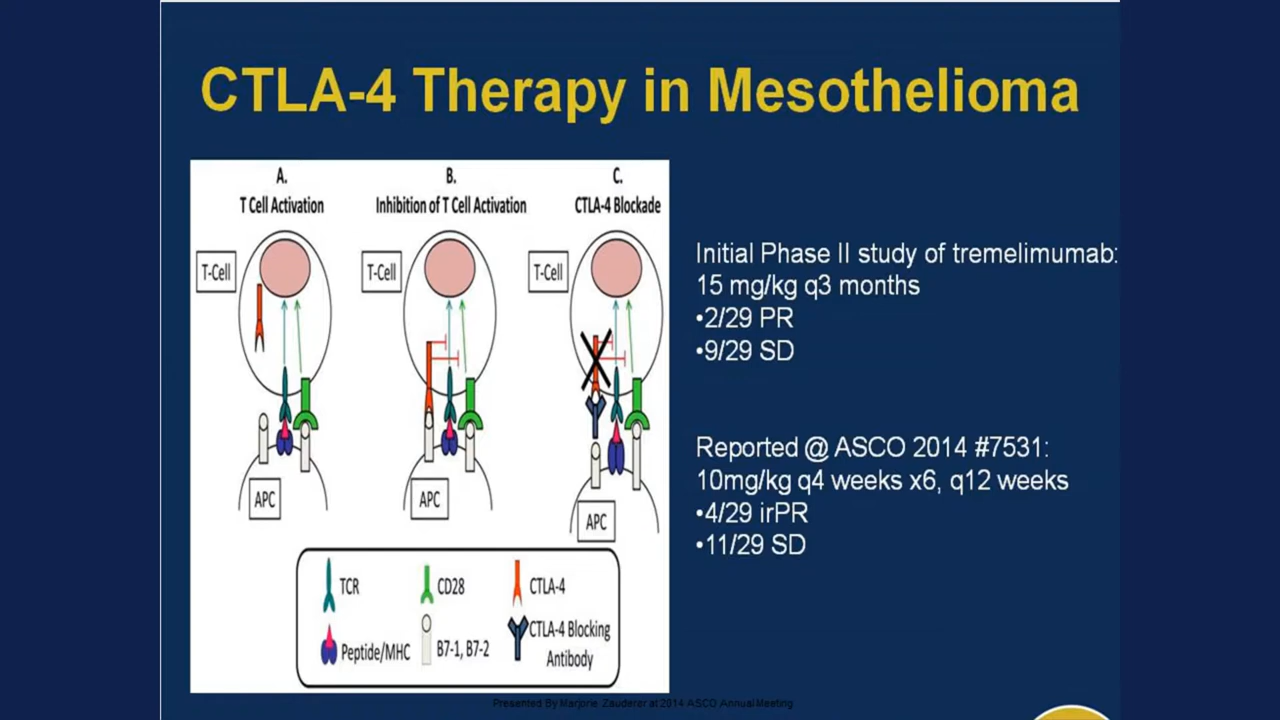 CTLA-4 Therapy in Mesothelioma
A.
T Cell Activation
B.
Inhibition of T Cell Activation
C.
CTLA-4 Blockade
T-Cell
T-Cell
T-Cell
APC
APC
APC
TCR
CD28
CTLA-4
Peptide/MHC
B7-1, B7-2
CTLA-4 Blocking
Antibody
Initial Phase II study of tremelimumab:
15 mg/kg q3 months
•2/29 PR
•9/29 SD
Reported @ ASCO 2014 #7531:
10mg/kg q4 weeks x6, q12 weeks
•4/29 irPR
•11/29 SD
Presented By Marjorie Zauderer at 2014 ASCO Annual Meeting